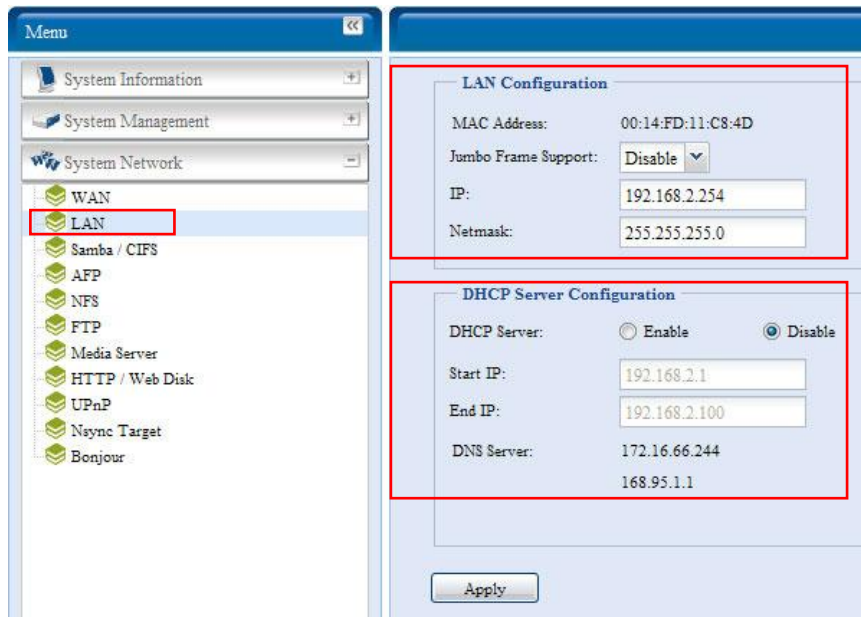 Menu
System Information
System Management
System Network
WAN
LAN
Samba / CIFS
AFP
NFS
FTP
Media Server
HTTP / Web Disk
UPnP
Nsync Target
Bonjour
LAN Configuration
MAC Address: 00:14:FD:11:C8:4D
Jumbo Frame Support: Disable
IP: 192.168.2.254
Netmask: 255.255.255.0
DHCP Server Configuration
DHCP Server: Enable Disable
Start IP: 192.168.2.1
End IP: 192.168.2.100
DNS Server: 172.16.66.244
168.95.1.1
Apply